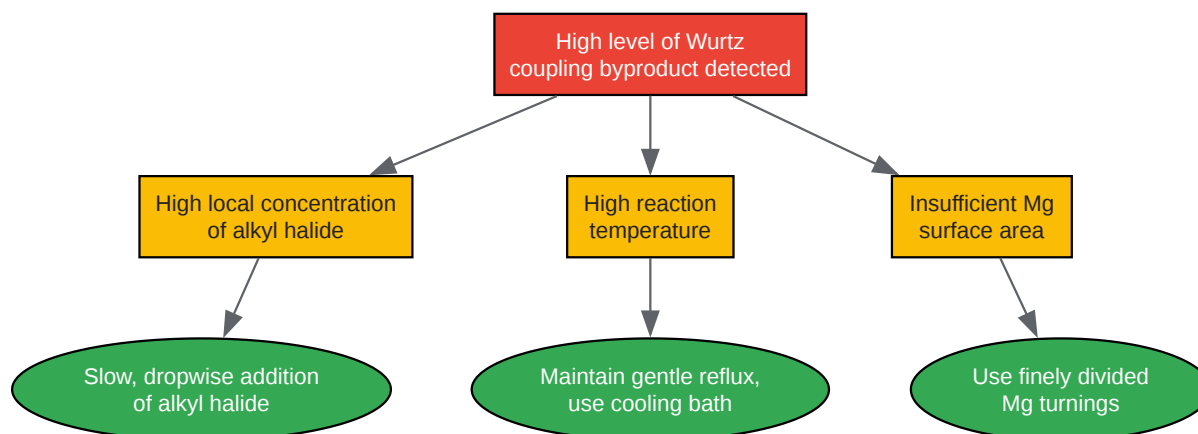 High level of Wurtz
coupling byproduct detected
High local concentration
of alkyl halide
High reaction
temperature
Insufficient Mg
surface area
Slow, dropwise addition
of alkyl halide
Maintain gentle reflux,
use cooling bath
Use finely divided
Mg turnings